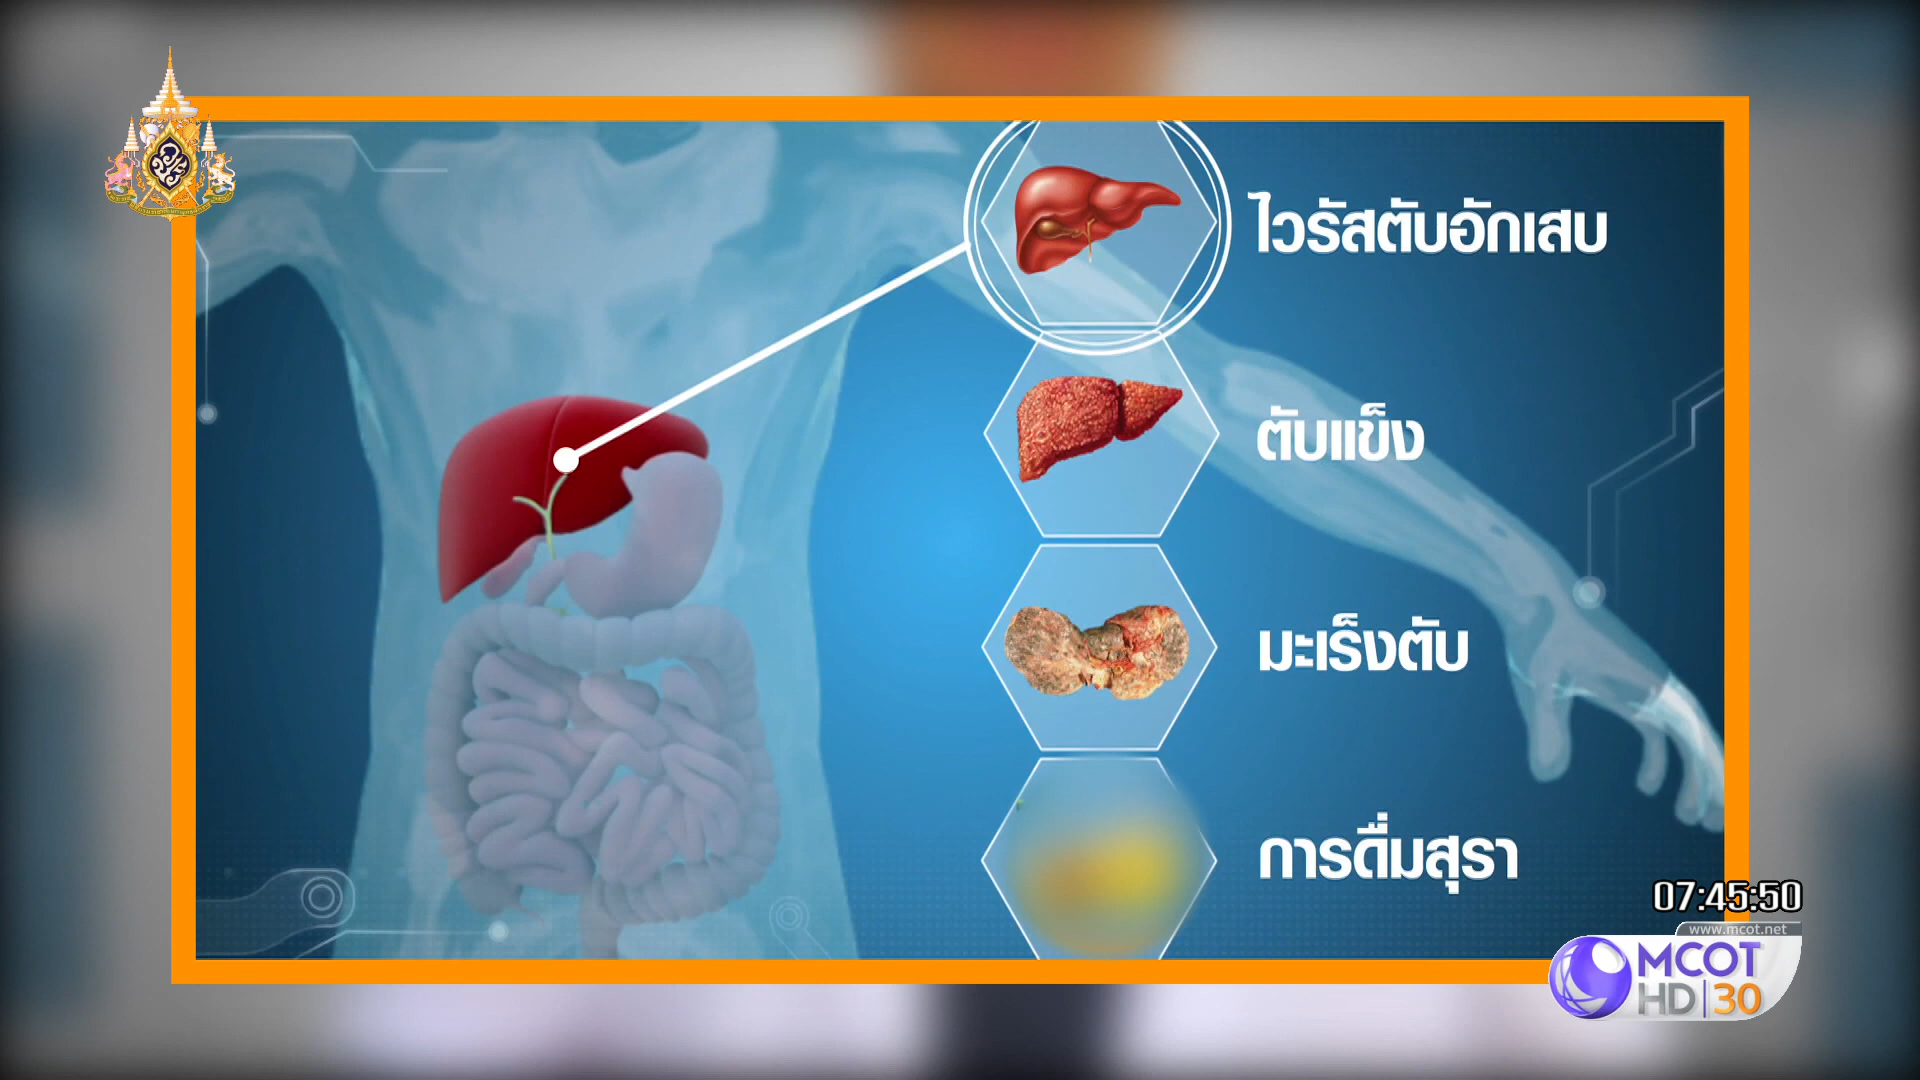 ไวรัสตับอักเสบ
ตับแข็ง
มะเร็งตับ
การดื่มสุรา
07:45:50
www.mcot.net
MCOT
HD 30